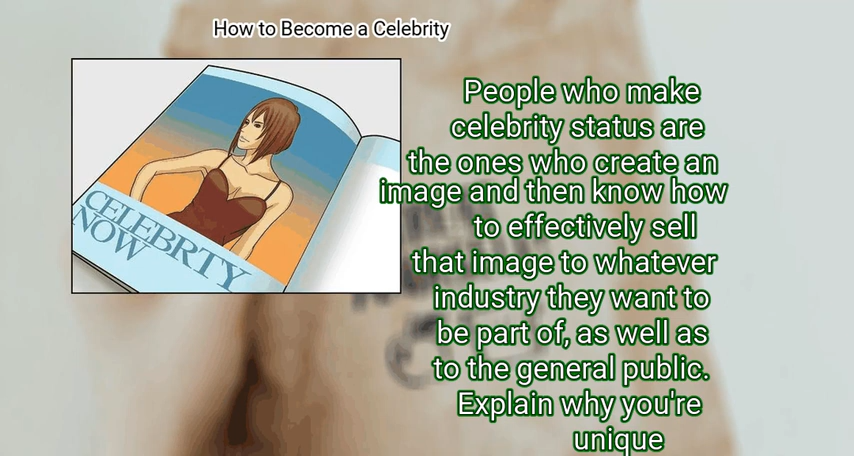 How to Become a Celebrity
CELEBRTY
NOW
People who make
celebrity status are
the ones who create an
image and then know how
to effectively sell
that image to whatever
industry they want to
be part of, as well as
to the general public.
Explain why you're
unique